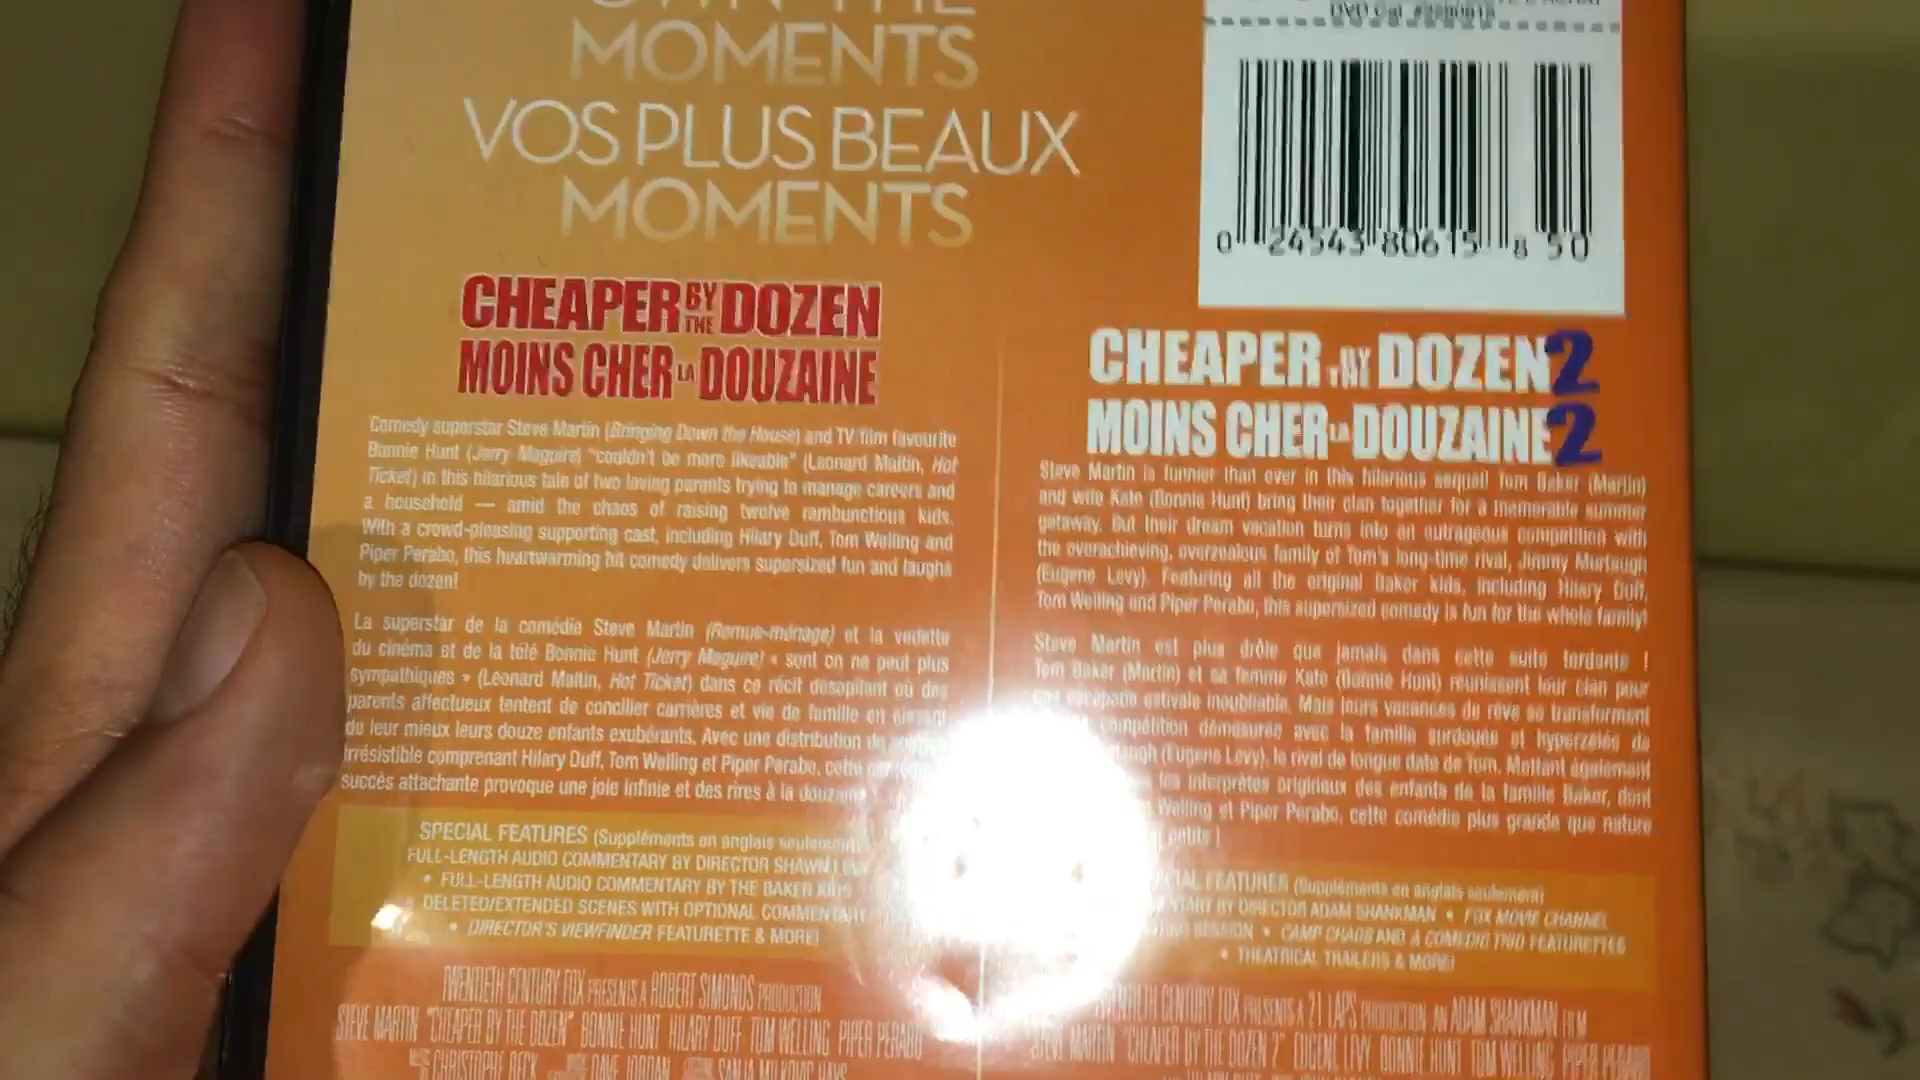 MOMENTS
VOS PLUS BEAUX
MOMENTS
0 24543 80615 8 50
CHEAPER BY THE DOZEN
MOINS CHER LA DOUZAINE
Comedy superstar Steve Martin (Bringing Down the House) and TV film favourite
Bonnie Hunt (Jerry Maguire) "couldn't be more likeable" (Leonard Maltin, Hot
Ticket) in this hilarious tale of two loving parents trying to manage careers and
a household — amid the chaos of raising twelve rambunctious kids.
With a crowd-pleasing supporting cast, including Hilary Duff, Tom Welling and
Piper Perabo, this heartwarming hit comedy delivers supersized fun and laughs
by the dozen!
La superstar de la comédie Steve Martin (Remue-ménage) et la vedette
du cinéma et de la télé Bonnie Hunt (Jerry Maguire) « sont on ne peut plus
sympathiques » (Leonard Maltin, Hot Ticket) dans ce récit désopilant où des
parents affectueux tentent de concilier carrières et vie de famille en
de leur mieux leurs douze enfants exubérants. Avec une distribution de
irrésistible comprenant Hilary Duff, Tom Welling et Piper Perabo, cette
succès attachante provoque une joie infinie et des rires à la
SPECIAL FEATURES (Suppléments en anglais seulement)
FULL-LENGTH AUDIO COMMENTARY BY DIRECTOR SHAWN
• FULL-LENGTH AUDIO COMMENTARY BY THE BAKER KIDS
DELETED/EXTENDED SCENES WITH OPTIONAL COMMENTARY
• DIRECTOR'S VIEWFINDER FEATURETTE & MORE!
TWENTIETH CENTURY FOX PRESENTS A ROBERT SIMONDS PRODUCTION
STEVE MARTIN "CHEAPER BY THE DOZEN" BONNIE HUNT HILARY DUFF TOM WELLING PIPER PERABO
CHRISTOPHE BECK
CHEAPER BY THE DOZEN 2
MOINS CHER LA DOUZAINE 2
Steve Martin is funnier than ever in this hilarious sequel! Tom Baker (Martin)
and wife Kate (Bonnie Hunt) bring their clan together for a memorable summer
getaway. But their dream vacation turns into an outrageous competition with
the overachieving, overzealous family of Tom's long-time rival, Jimmy Murtaugh
(Eugene Levy). Featuring all the original Baker kids, including Hilary Duff,
Tom Welling and Piper Perabo, this supersized comedy is fun for the whole family!
Steve Martin est plus drôle que jamais dans cette suite tordante !
Tom Baker (Martin) et sa femme Kate (Bonnie Hunt) réunissent leur clan pour
escapade estivale inoubliable. Mais leurs vacances de rêve se transforment
compétition démesurée avec la famille surdouée et hyperzélée de
(Eugene Levy), le rival de longue date de Tom. Mettant également
les interprètes originaux des enfants de la famille Baker, dont
Welling et Piper Perabo, cette comédie plus grande que nature
petits !
FEATURES (Suppléments en anglais seulement)
BY DIRECTOR ADAM SHANKMAN • FOX MOVIE CHANNEL
SESSION • CAMP CHAOS AND A COMEDIC TRIO FEATURETTES
• THEATRICAL TRAILERS & MORE!
CENTURY FOX PRESENTS A 21 LAPS PRODUCTION AN ADAM SHANKMAN FILM
STEVE MARTIN "CHEAPER BY THE DOZEN 2" EUGENE LEVY BONNIE HUNT TOM WELLING PIPER PERABO